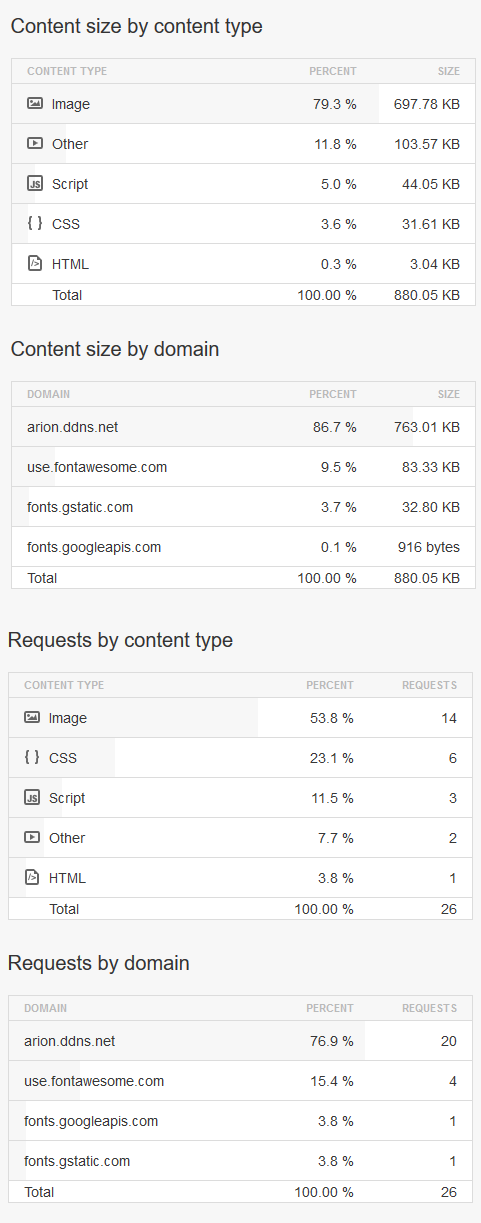 Content size by content type
CONTENT TYPE PERCENT SIZE
Image 79.3 % 697.78 KB
Other 11.8 % 103.57 KB
JS Script 5.0 % 44.05 KB
{ } CSS 3.6 % 31.61 KB
</> HTML 0.3 % 3.04 KB
Total 100.00 % 880.05 KB
Content size by domain
DOMAIN PERCENT SIZE
arion.ddns.net 86.7 % 763.01 KB
use.fontawesome.com 9.5 % 83.33 KB
fonts.gstatic.com 3.7 % 32.80 KB
fonts.googleapis.com 0.1 % 916 bytes
Total 100.00 % 880.05 KB
Requests by content type
CONTENT TYPE PERCENT REQUESTS
Image 53.8 % 14
{ } CSS 23.1 % 6
JS Script 11.5 % 3
Other 7.7 % 2
</> HTML 3.8 % 1
Total 100.00 % 26
Requests by domain
DOMAIN PERCENT REQUESTS
arion.ddns.net 76.9 % 20
use.fontawesome.com 15.4 % 4
fonts.googleapis.com 3.8 % 1
fonts.gstatic.com 3.8 % 1
Total 100.00 % 26